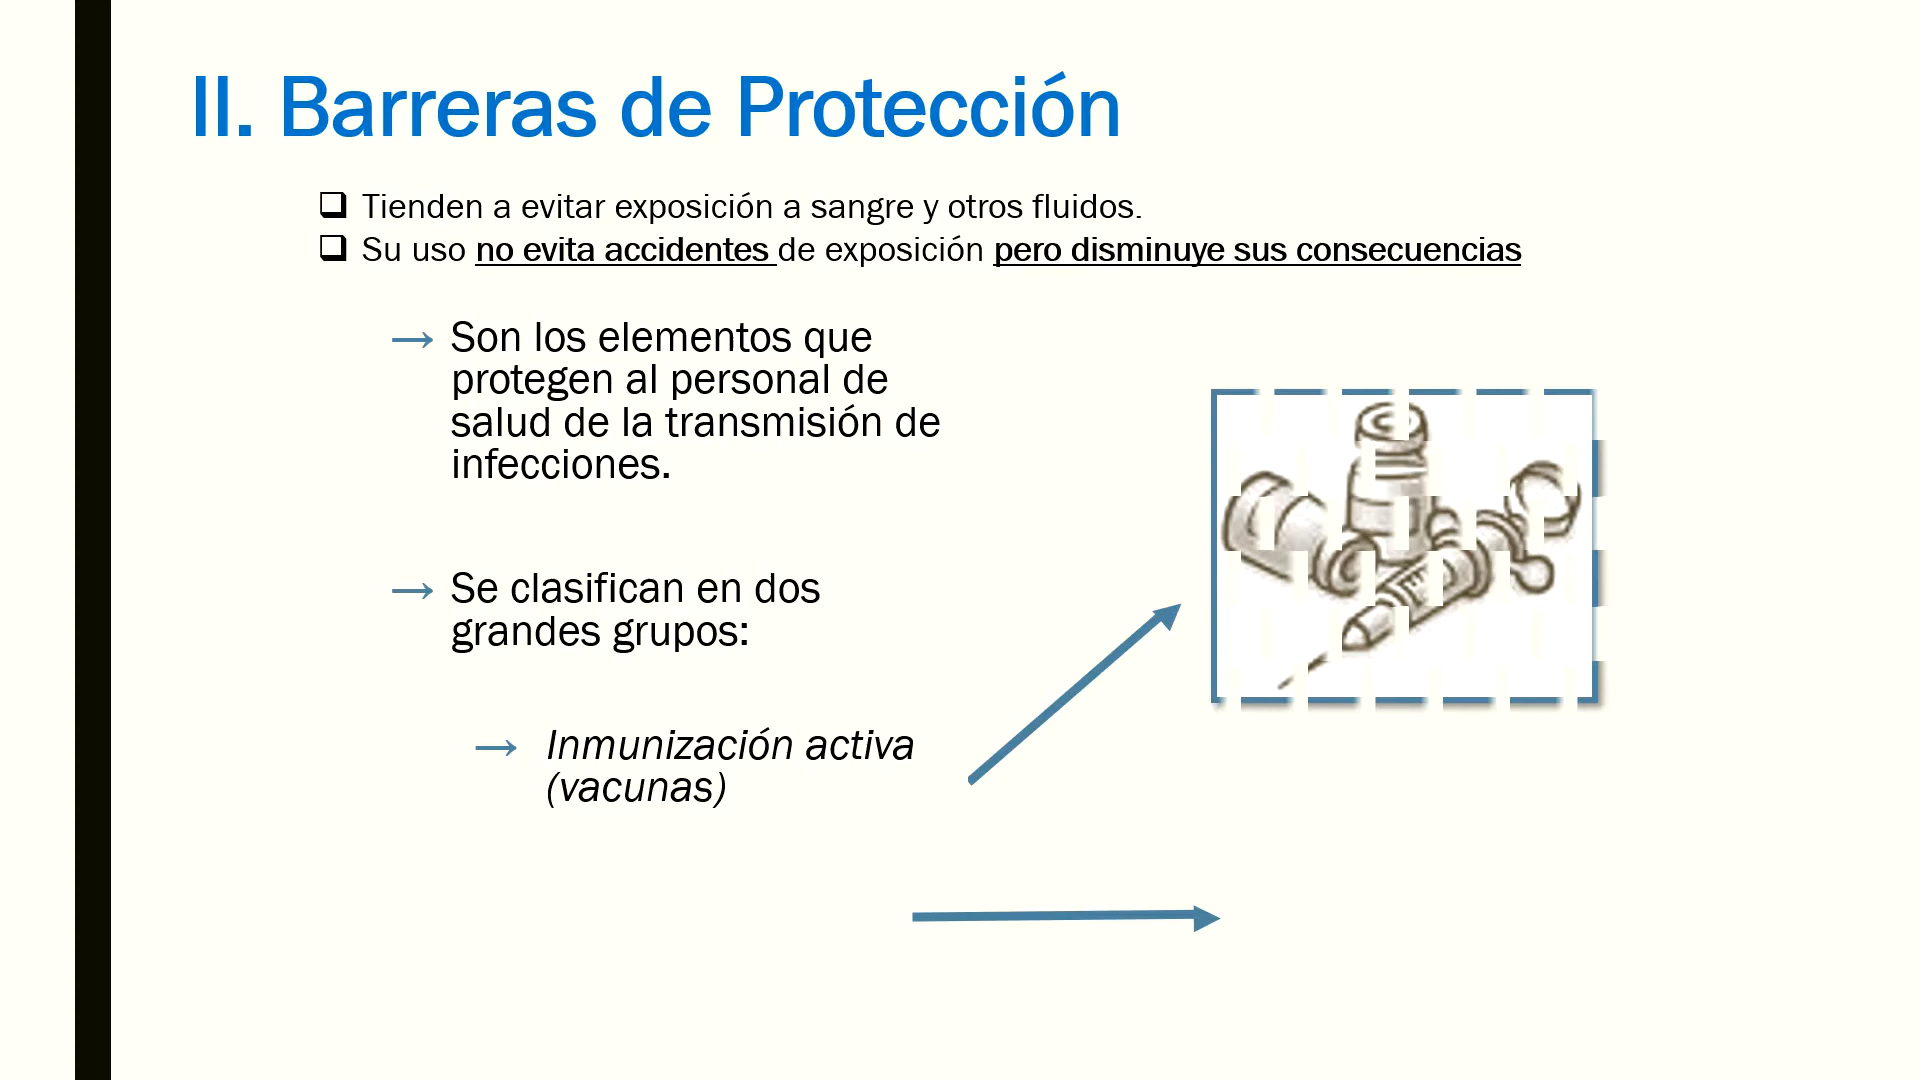 II. Barreras de Protección
❑ Tienden a evitar exposición a sangre y otros fluidos.
❑ Su uso no evita accidentes de exposición pero disminuye sus consecuencias
→ Son los elementos que
protegen al personal de
salud de la transmisión de
infecciones.
→ Se clasifican en dos
grandes grupos:
→ Inmunización activa
(vacunas)